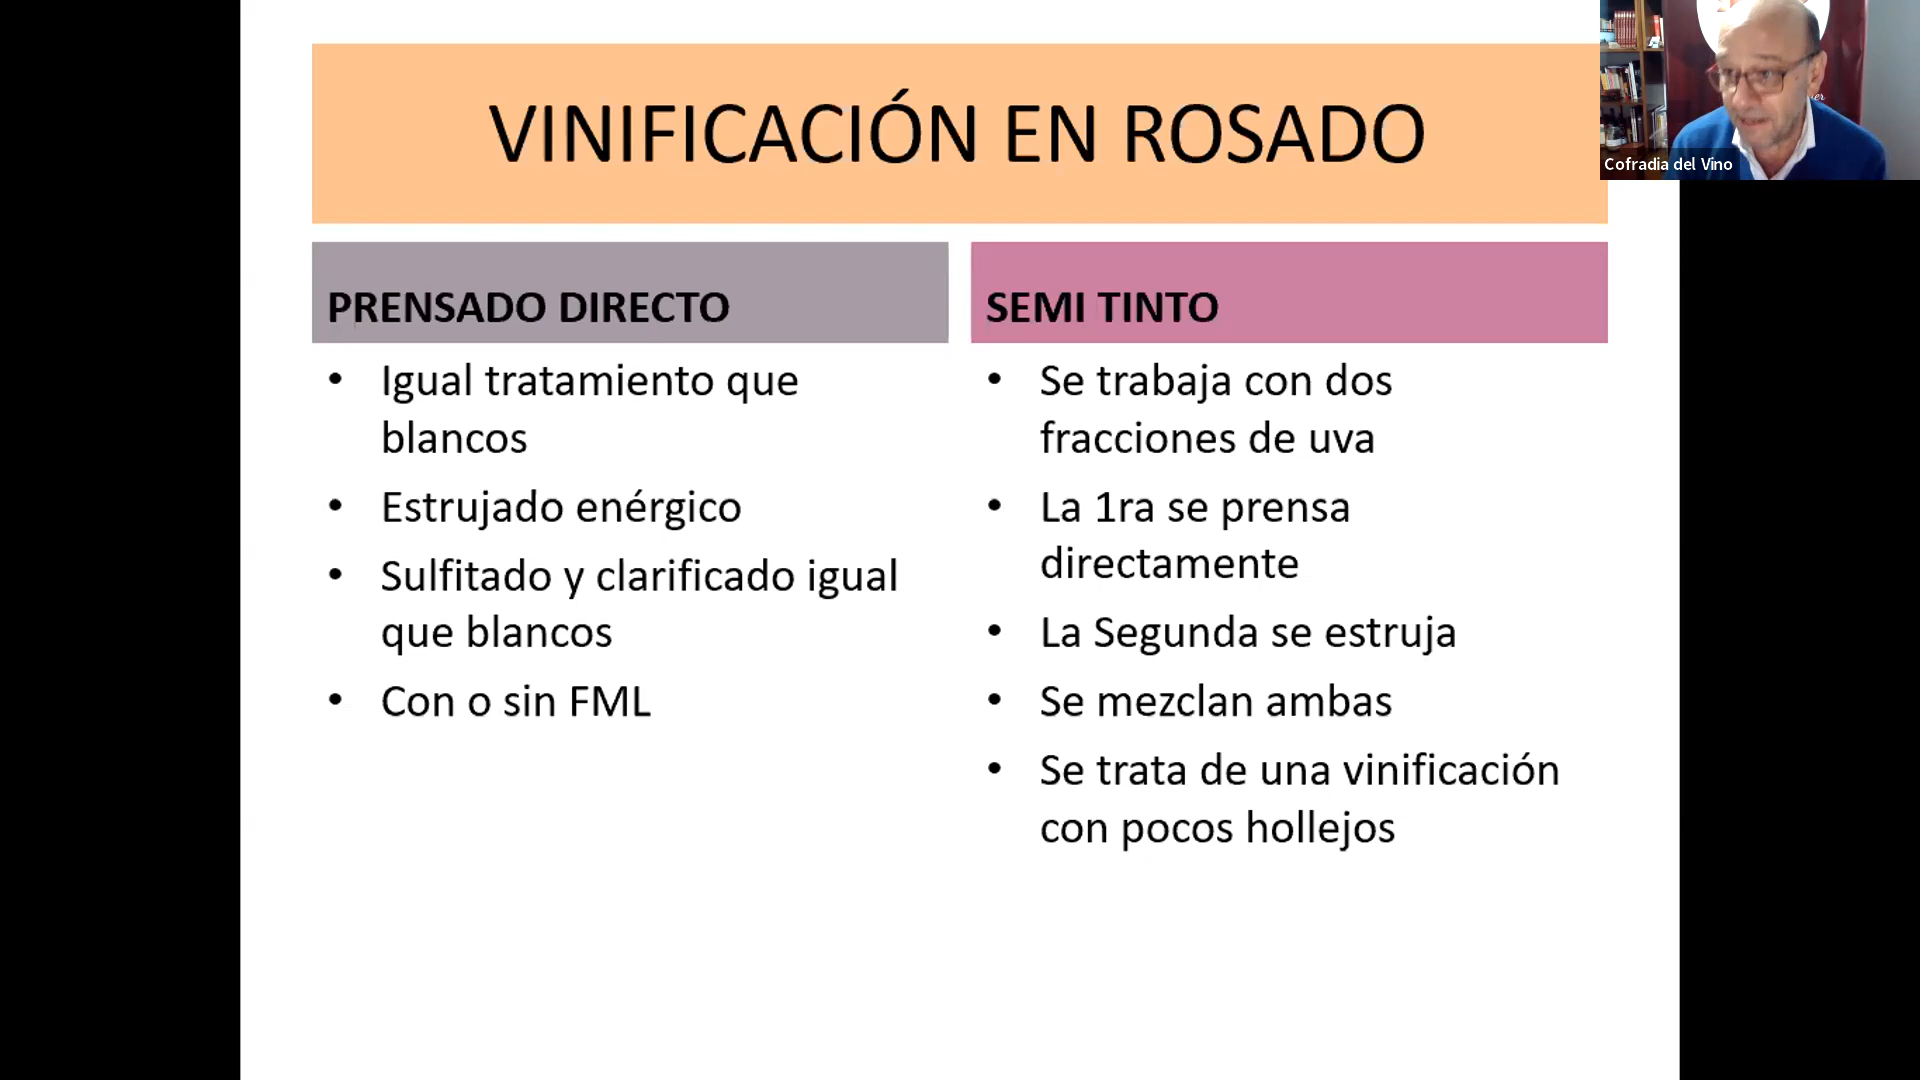 VINIFICACIÓN EN ROSADO
Cofradia del Vino
PRENSADO DIRECTO
• Igual tratamiento que
blancos
• Estrujado enérgico
• Sulfitado y clarificado igual
que blancos
• Con o sin FML
SEMI TINTO
• Se trabaja con dos
fracciones de uva
• La 1ra se prensa
directamente
• La Segunda se estruja
• Se mezclan ambas
• Se trata de una vinificación
con pocos hollejos